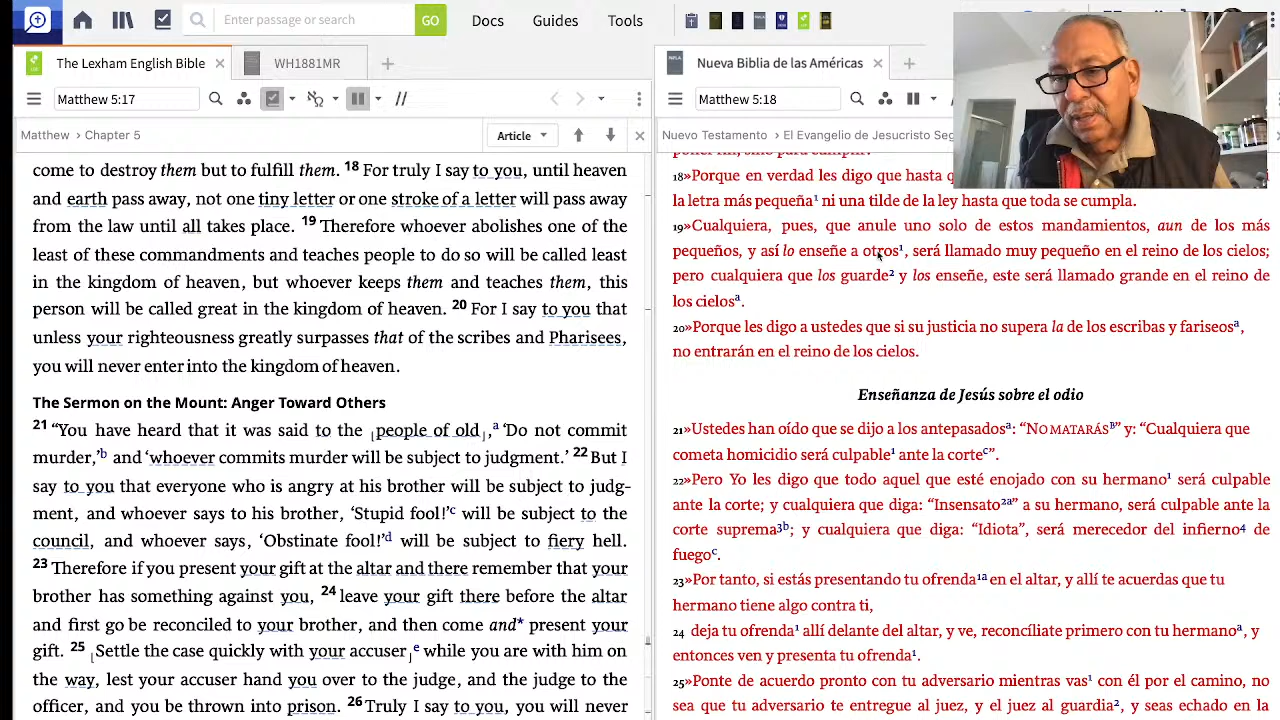 Enter passage or search
GO
Docs
Guides
Tools
The Lexham English Bible
WH1881MR
Matthew 5:17
Matthew
Chapter 5
Article
come to destroy them but to fulfill them. 18 For truly I say to you, until heaven
and earth pass away, not one tiny letter or one stroke of a letter will pass away
from the law until all takes place. 19 Therefore whoever abolishes one of the
least of these commandments and teaches people to do so will be called least
in the kingdom of heaven, but whoever keeps them and teaches them, this
person will be called great in the kingdom of heaven. 20 For I say to you that
unless your righteousness greatly surpasses that of the scribes and Pharisees,
you will never enter into the kingdom of heaven.
The Sermon on the Mount: Anger Toward Others
21 “You have heard that it was said to the ⌊people of old⌋,a ‘Do not commit
murder,’b and ‘whoever commits murder will be subject to judgment.’ 22 But I
say to you that everyone who is angry at his brother will be subject to judg-
ment, and whoever says to his brother, ‘Stupid fool!’c will be subject to the
council, and whoever says, ‘Obstinate fool!’d will be subject to fiery hell.
23 Therefore if you present your gift at the altar and there remember that your
brother has something against you, 24 leave your gift there before the altar
and first go be reconciled to your brother, and then come and* present your
gift. 25 ⌊Settle the case quickly with your accuser⌋e while you are with him on
the way, lest your accuser hand you over to the judge, and the judge to the
officer, and you be thrown into prison. 26 Truly I say to you, you will never
Nueva Biblia de las Américas
Matthew 5:18
Nuevo Testamento
El Evangelio de Jesucristo Seg
poner fin, sino para cumplir.
18»Porque en verdad les digo que hasta q
la letra más pequeña1 ni una tilde de la ley hasta que toda se cumpla.
19»Cualquiera, pues, que anule uno solo de estos mandamientos, aun de los más
pequeños, y así lo enseñe a otros1, será llamado muy pequeño en el reino de los cielos;
pero cualquiera que los guarde2 y los enseñe, este será llamado grande en el reino de
los cielosa.
20»Porque les digo a ustedes que si su justicia no supera la de los escribas y fariseosa,
no entrarán en el reino de los cielos.
Enseñanza de Jesús sobre el odio
21»Ustedes han oído que se dijo a los antepasadosa: “NO MATARÁSB” y: “Cualquiera que
cometa homicidio será culpable1 ante la cortec”.
22»Pero Yo les digo que todo aquel que esté enojado con su hermano1 será culpable
ante la corte; y cualquiera que diga: “Insensato2a” a su hermano, será culpable ante la
corte suprema3b; y cualquiera que diga: “Idiota”, será merecedor del infierno4 de
fuegoc.
23»Por tanto, si estás presentando tu ofrenda1a en el altar, y allí te acuerdas que tu
hermano tiene algo contra ti,
24 deja tu ofrenda1 allí delante del altar, y ve, reconcíliate primero con tu hermanoa, y
entonces ven y presenta tu ofrenda1.
25»Ponte de acuerdo pronto con tu adversario mientras vas1 con él por el camino, no
sea que tu adversario te entregue al juez, y el juez al guardia2, y seas echado en la